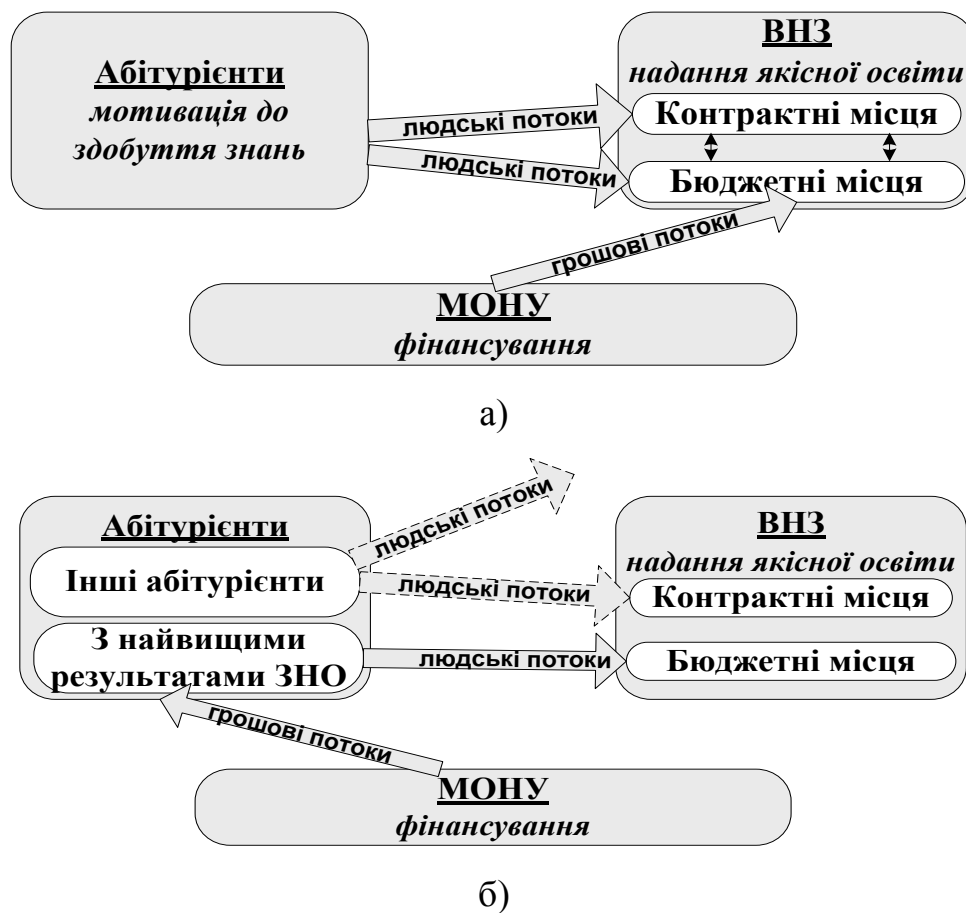 Абітурієнти
мотивація до
здобуття знань
людські потоки
людські потоки
ВНЗ
надання якісної освіти
Контрактні місця
Бюджетні місця
грошові потоки
МОНУ
фінансування
а)
Абітурієнти
Інші абітурієнти
З найвищими
результатами ЗНО
людські потоки
людські потоки
людські потоки
ВНЗ
надання якісної освіти
Контрактні місця
Бюджетні місця
грошові потоки
МОНУ
фінансування
б)